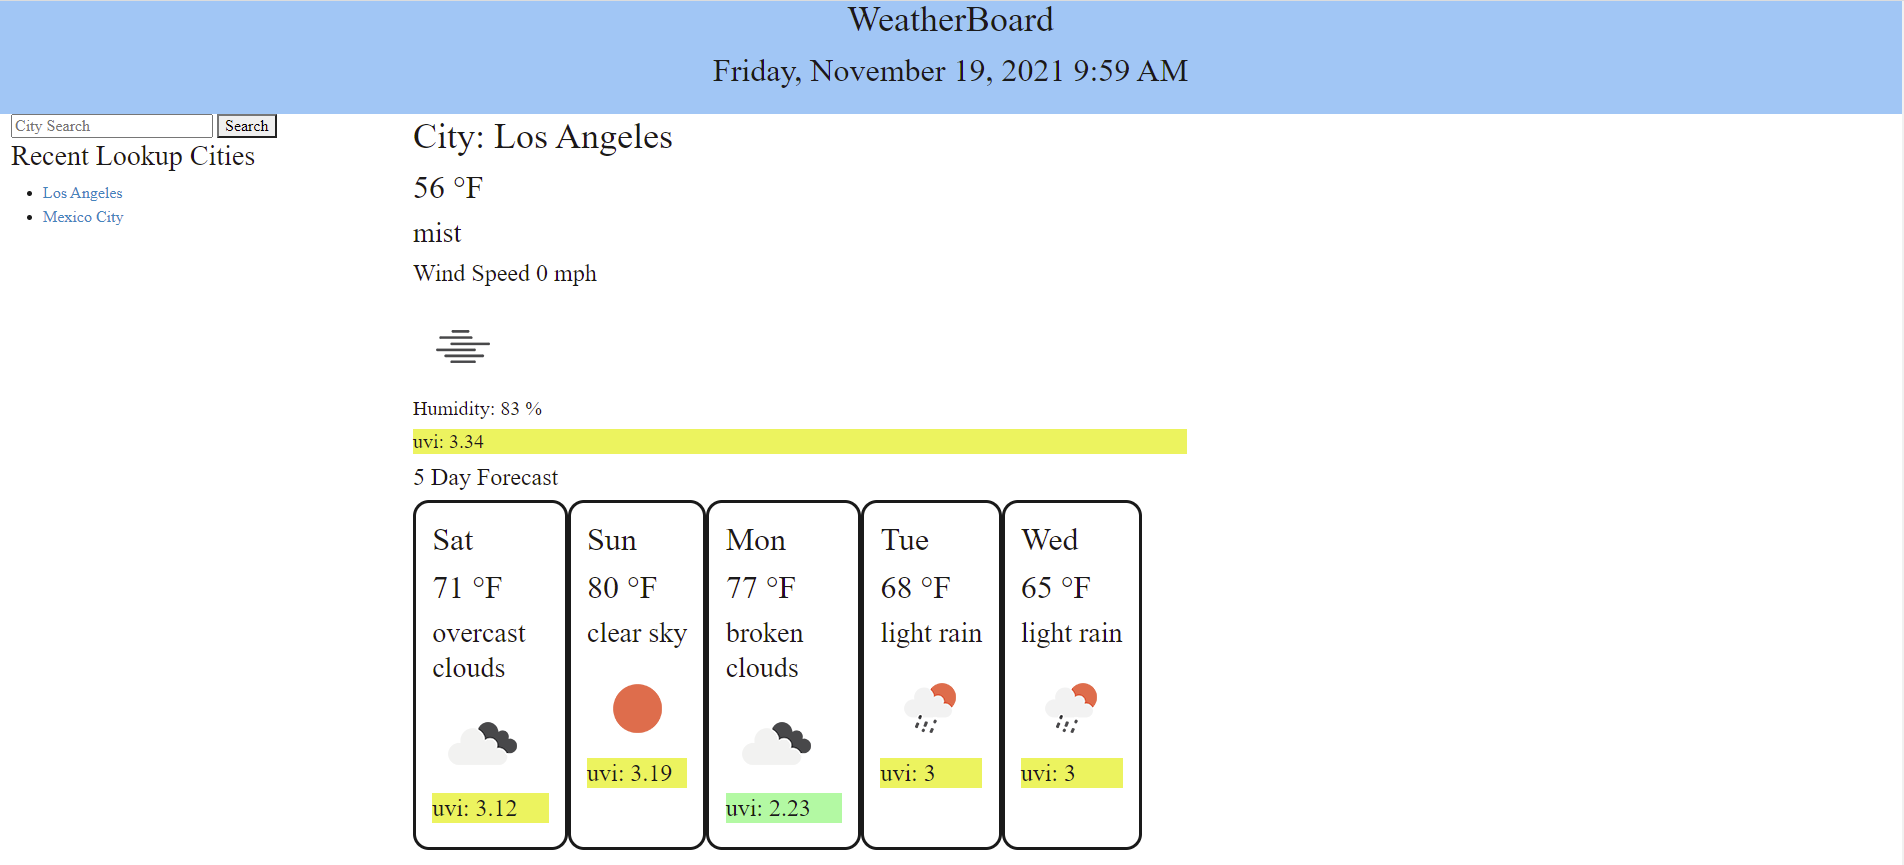 WeatherBoard
Friday, November 19, 2021 9:59 AM
City Search
Search
Recent Lookup Cities
Los Angeles
Mexico City
City: Los Angeles
56 °F
mist
Wind Speed 0 mph
Humidity: 83 %
uvi: 3.34
5 Day Forecast
Sat
71 °F
overcast
clouds
uvi: 3.12
Sun
80 °F
clear sky
uvi: 3.19
Mon
77 °F
broken
clouds
uvi: 2.23
Tue
68 °F
light rain
uvi: 3
Wed
65 °F
light rain
uvi: 3